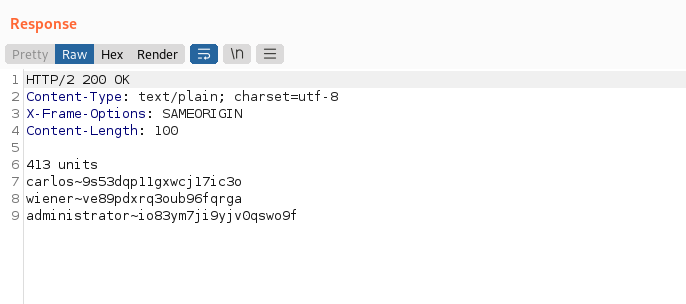 Response
Pretty Raw Hex Render \n
1 HTTP/2 200 OK
2 Content-Type: text/plain; charset=utf-8
3 X-Frame-Options: SAMEORIGIN
4 Content-Length: 100
5
6 413 units
7 carlos~9s53dqp11gxwcj17ic3o
8 wiener~ve89pdxrq3oub96fqrga
9 administrator~io83ym7ji9yjv0qswo9f